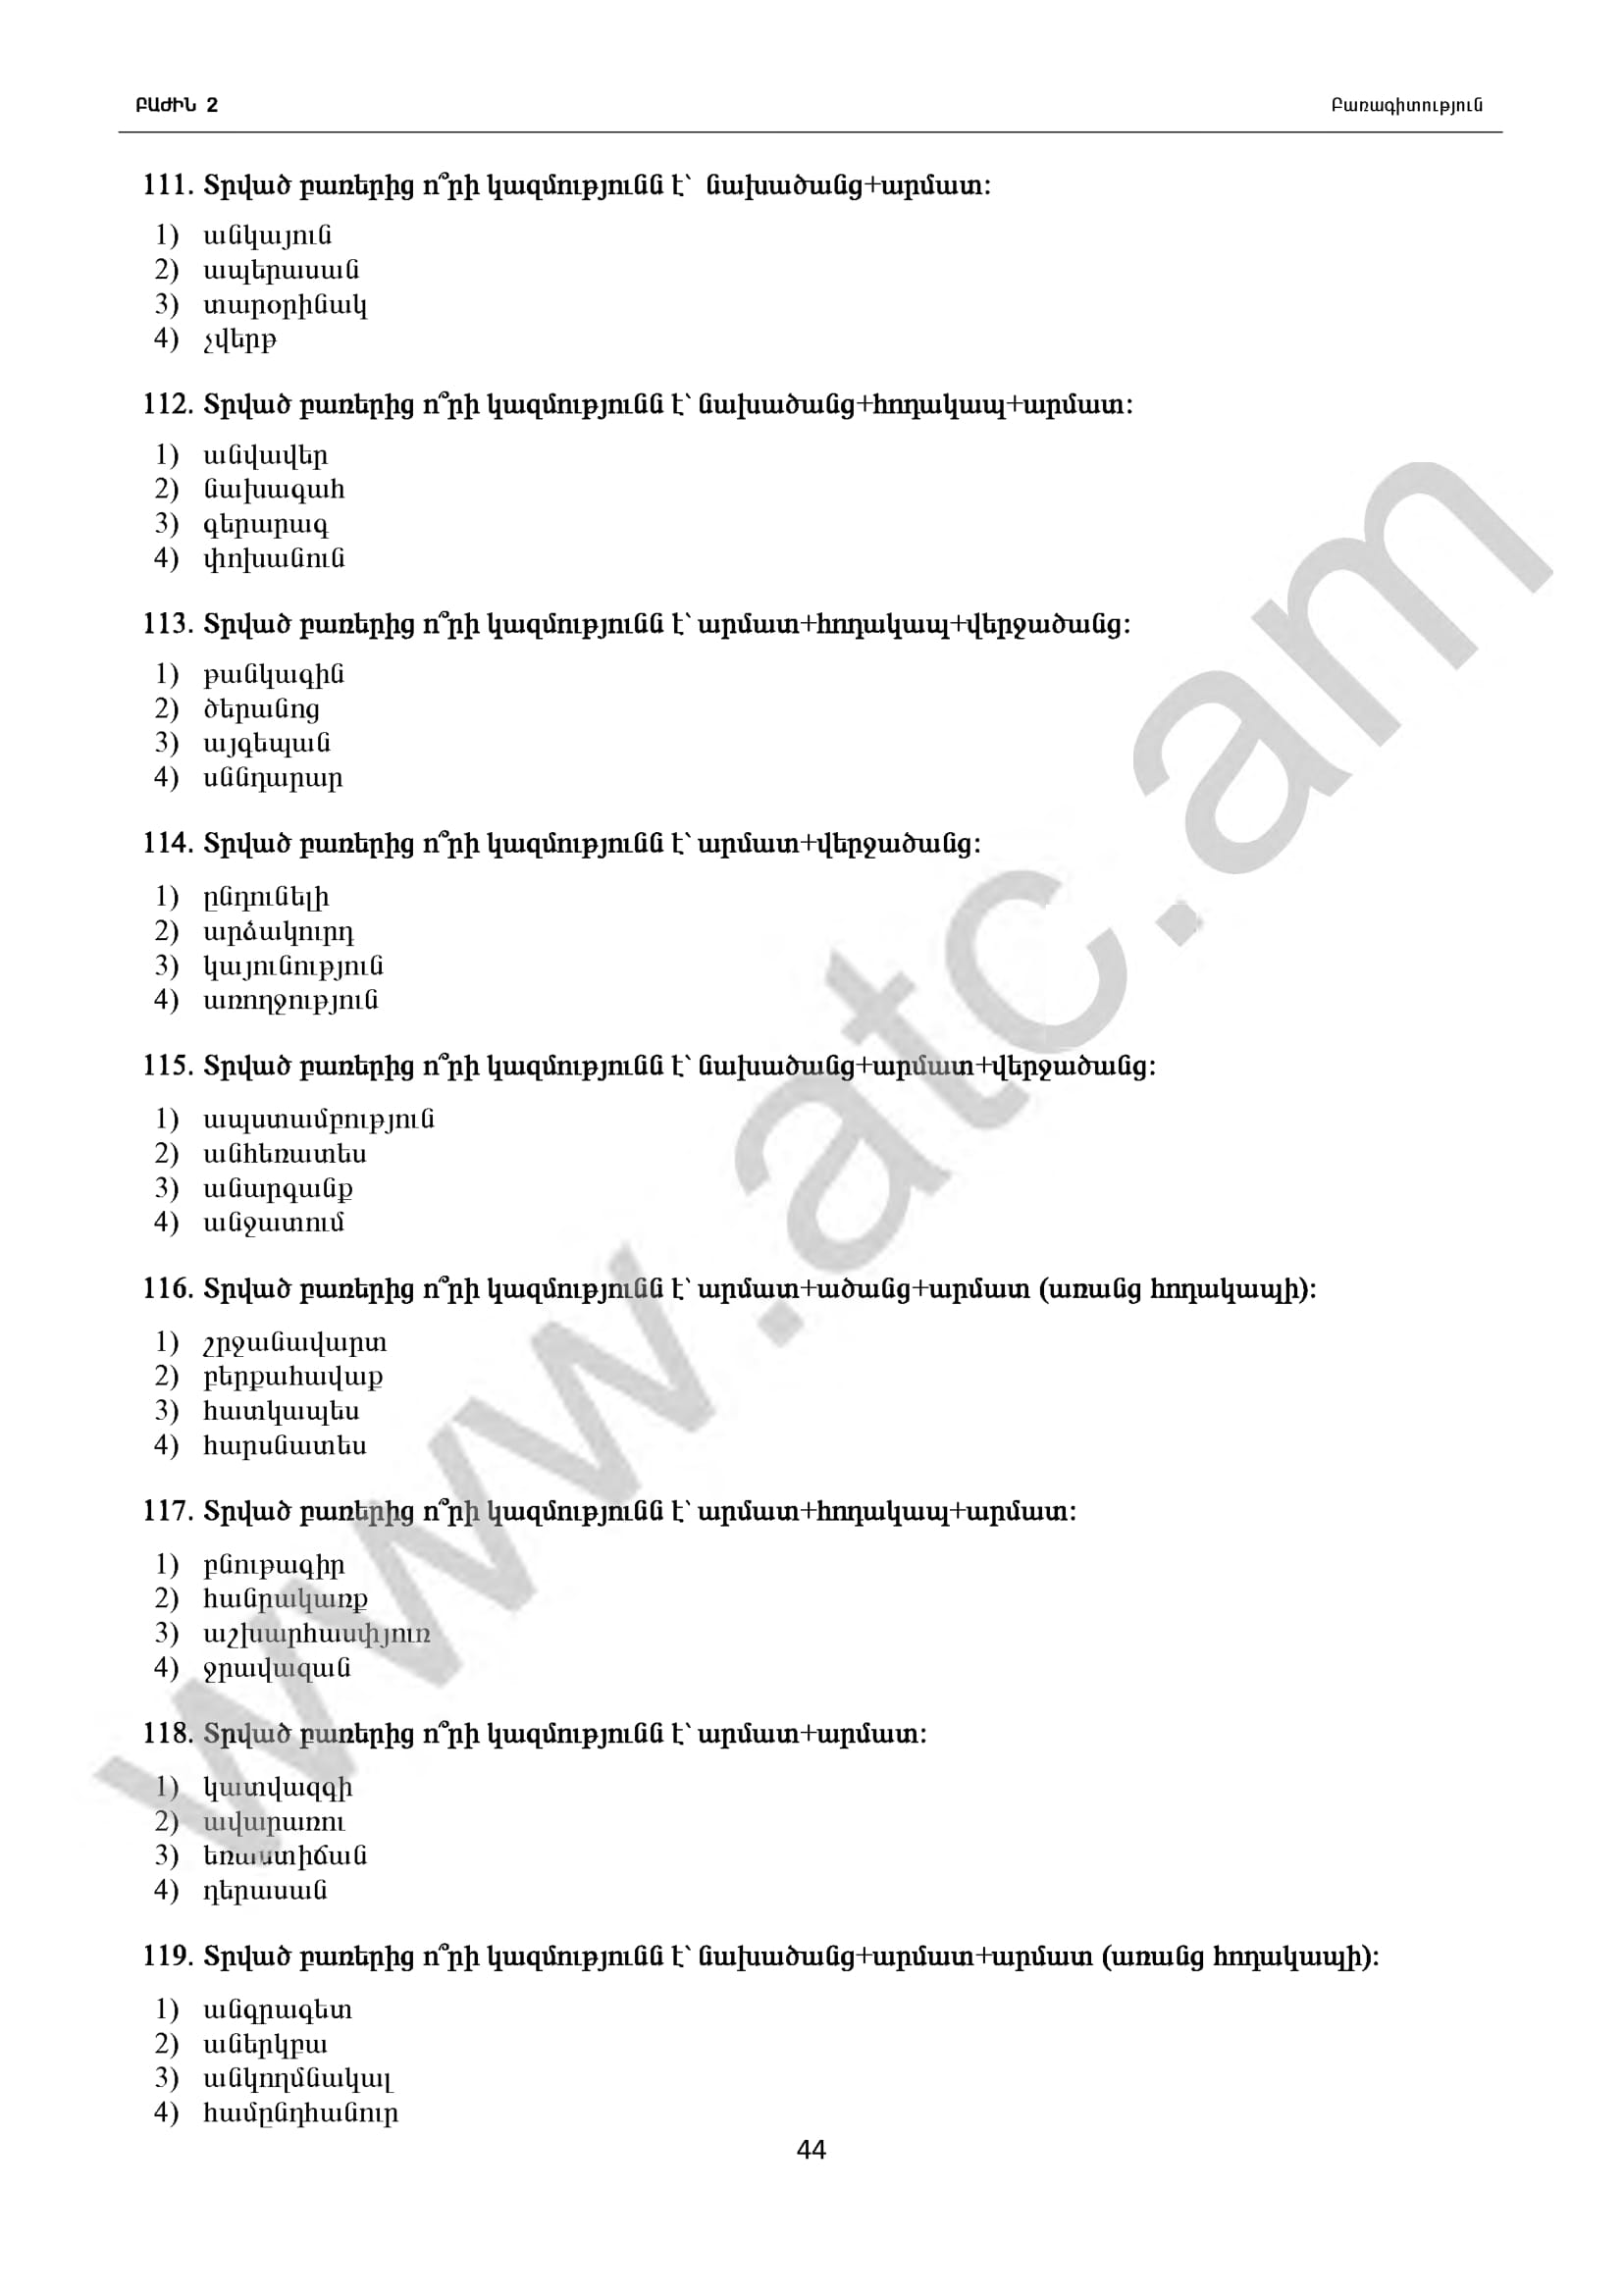 ԲԱԺԻՆ 2
Բառագիտություն
111. Տրված բառերից ո՞րի կազմությունն է՝ նախածանց+արմատ:
1) անկայուն
2) ապերասան
3) տարօրինակ
4) չվերթ
112. Տրված բառերից ո՞րի կազմությունն է՝ նախածանց+հոդակապ+արմատ:
1) անվավեր
2) նախագահ
3) գերարագ
4) փոխանուն
113. Տրված բառերից ո՞րի կազմությունն է՝ արմատ+հոդակապ+վերջածանց:
1) թանկագին
2) ծերանոց
3) այգեպան
4) սննդարար
114. Տրված բառերից ո՞րի կազմությունն է՝ արմատ+վերջածանց:
1) ընդունելի
2) արձակուրդ
3) կայունություն
4) առողջություն
115. Տրված բառերից ո՞րի կազմությունն է՝ նախածանց+արմատ+վերջածանց:
1) ապստամբություն
2) անհեռատես
3) անարգանք
4) անջատում
116. Տրված բառերից ո՞րի կազմությունն է՝ արմատ+ածանց+արմատ (առանց հոդակապի):
1) շրջանավարտ
2) բերքահավաք
3) հատկապես
4) հարսնատես
117. Տրված բառերից ո՞րի կազմությունն է՝ արմատ+հոդակապ+արմատ:
1) բնութագիր
2) հանրակառք
3) աշխարհասփյուռ
4) ջրավազան
118. Տրված բառերից ո՞րի կազմությունն է՝ արմատ+արմատ:
1) կատվազգի
2) ավարառու
3) եռաստիճան
4) դերասան
119. Տրված բառերից ո՞րի կազմությունն է՝ նախածանց+արմատ+արմատ (առանց հոդակապի):
1) անգրագետ
2) աներկբա
3) անկողմնակալ
4) համընդհանուր
44
www.atc.am